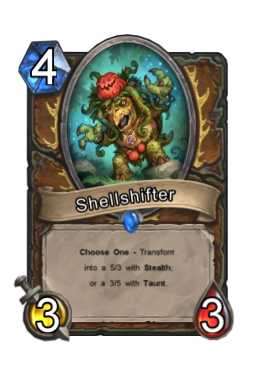 4
Shellshifter
Choose One - Transform
into a 5/3 with Stealth;
or a 3/5 with Taunt.
3 3